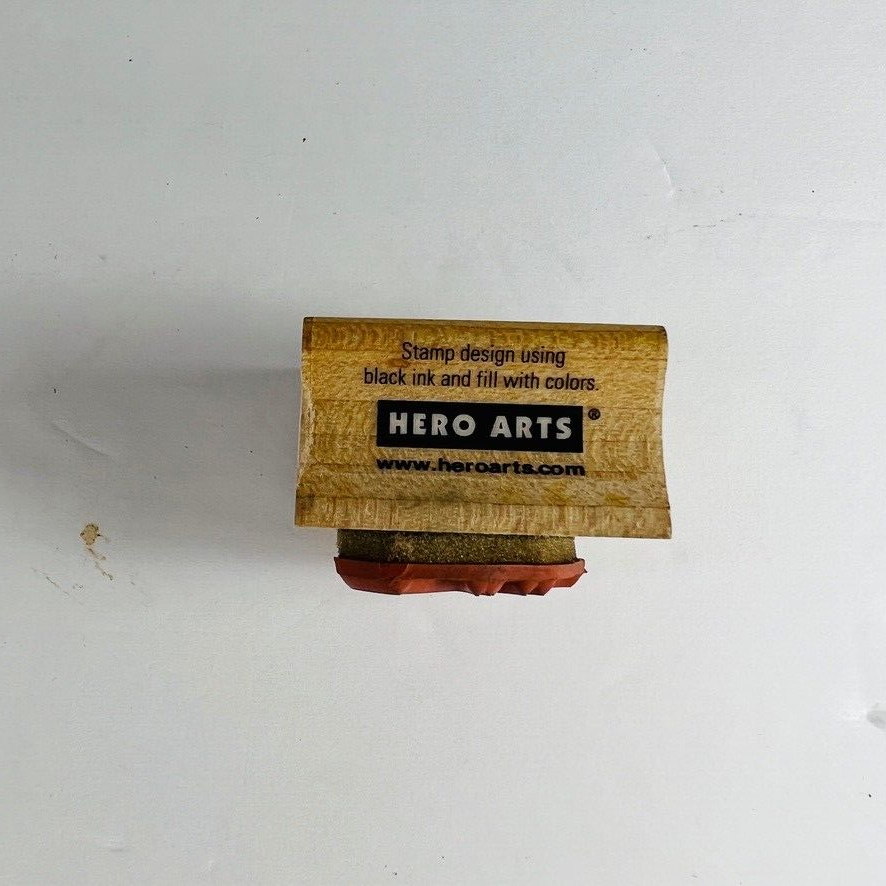 Stamp design using
black ink and fill with colors.
HERO ARTS®
www.heroarts.com